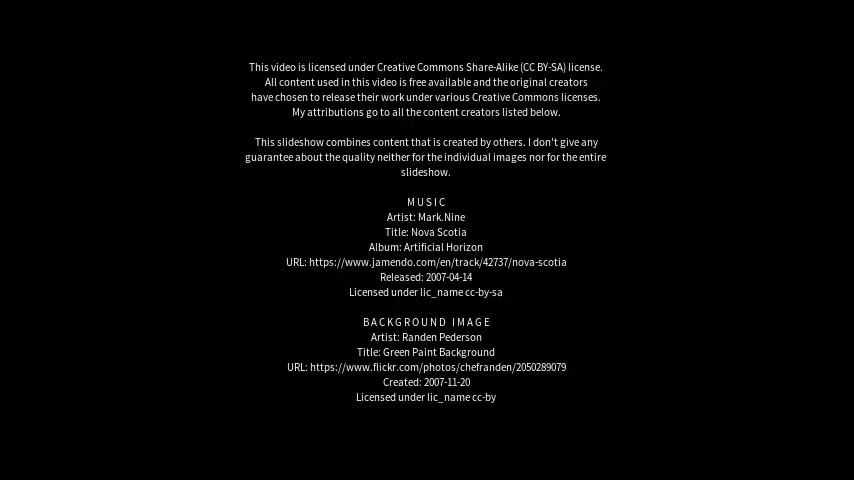 This video is licensed under Creative Commons Share-Alike (CC BY-SA) license.
All content used in this video is free available and the original creators
have chosen to release their work under various Creative Commons licenses.
My attributions go to all the content creators listed below.
This slideshow combines content that is created by others. I don't give any
guarantee about the quality neither for the individual images nor for the entire
slideshow.
MUSIC
Artist: Mark.Nine
Title: Nova Scotia
Album: Artificial Horizon
URL: https://www.jamendo.com/en/track/42737/nova-scotia
Released: 2007-04-14
Licensed under lic_name cc-by-sa
BACKGROUND IMAGE
Artist: Randen Pederson
Title: Green Paint Background
URL: https://www.flickr.com/photos/chefranden/2050289079
Created: 2007-11-20
Licensed under lic_name cc-by